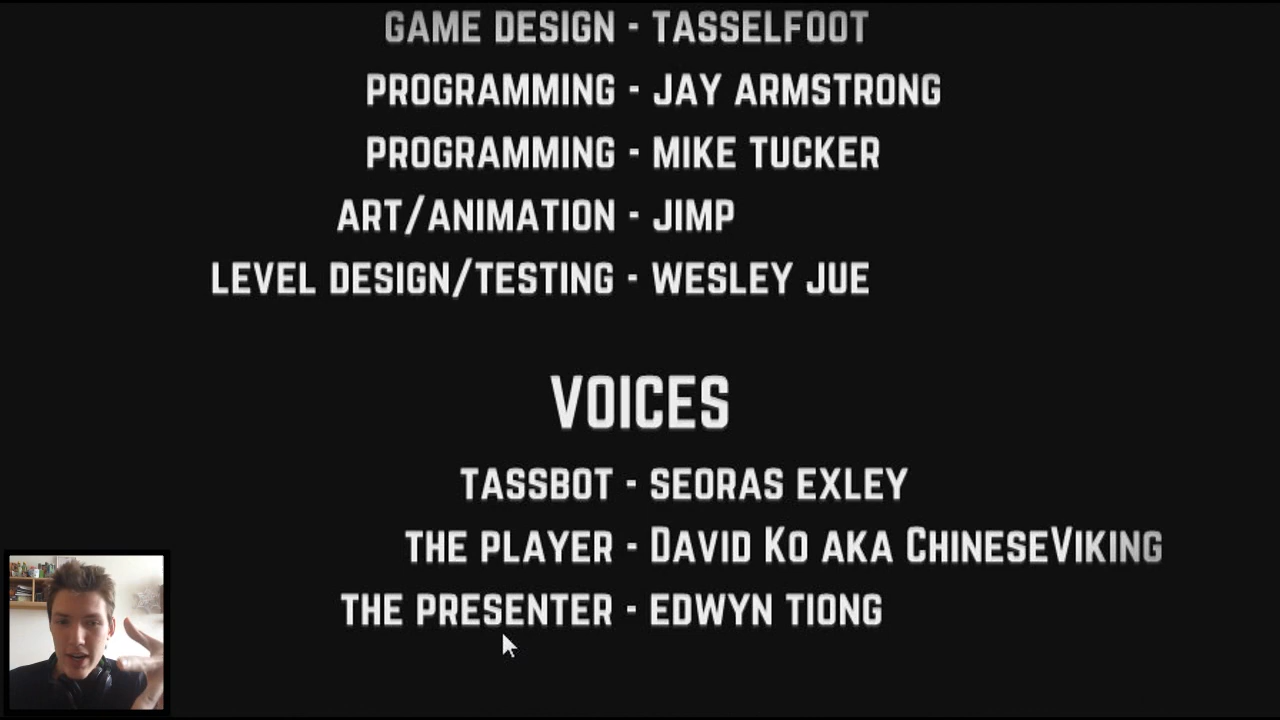 GAME DESIGN - TASSELFOOT
PROGRAMMING - JAY ARMSTRONG
PROGRAMMING - MIKE TUCKER
ART/ANIMATION - JIMP
LEVEL DESIGN/TESTING - WESLEY JUE
VOICES
TASSBOT - SEORAS EXLEY
THE PLAYER - DAVID KO AKA CHINESEVIKING
THE PRESENTER - EDWYN TIONG